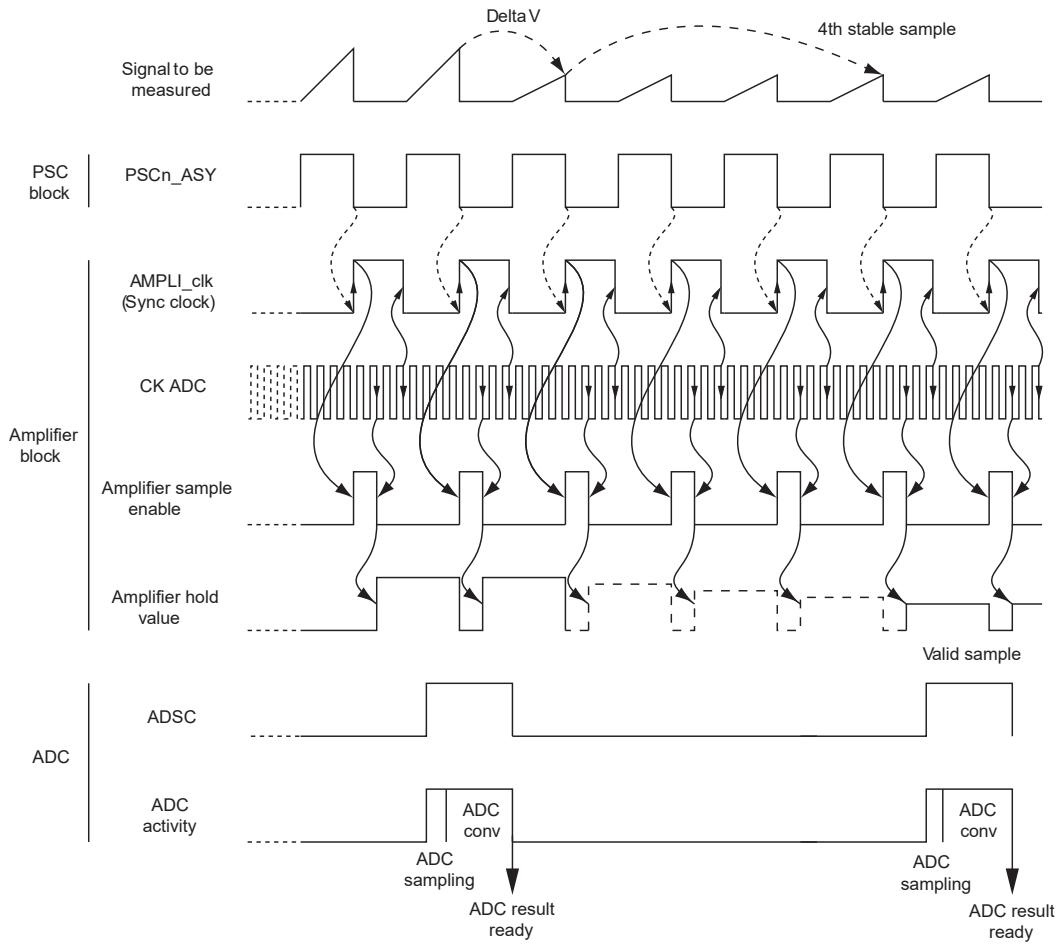 Delta V
4th stable sample
Signal to be
measured
PSC
block
PSCn_ASY
AMPLI_clk
(Sync clock)
CK ADC
Amplifier
block
Amplifier sample
enable
Amplifier hold
value
Valid sample
ADSC
ADC
ADC
activity
ADC
conv
ADC
conv
ADC
sampling
ADC
sampling
ADC result
ready
ADC result
ready